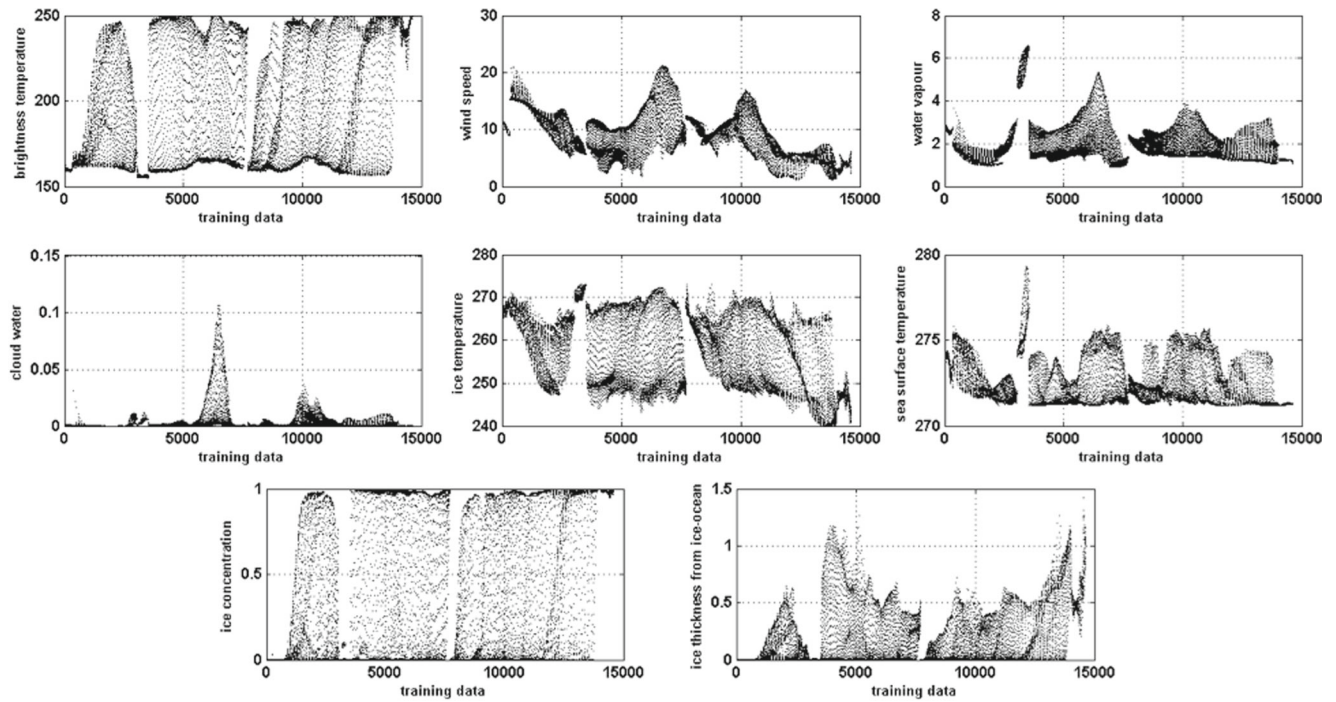 250
200
150
brightness temperature
0 5000 10000 15000
training data
30
20
10
0
wind speed
0 5000 10000 15000
training data
8
6
4
2
0
water vapour
0 5000 10000 15000
training data
0.15
0.1
0.05
0
cloud water
0 5000 10000 15000
training data
280
270
260
250
240
ice temperature
0 5000 10000 15000
training data
280
275
270
sea surface temperature
0 5000 10000 15000
training data
1
0.5
0
ice concentration
0 5000 10000 15000
training data
1.5
1
0.5
0
ice thickness from ice-ocean
0 5000 10000 15000
training data